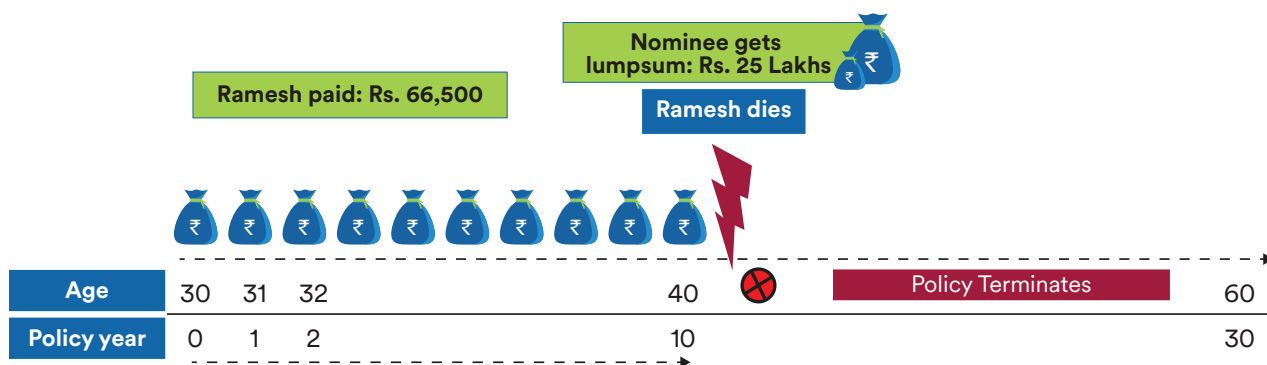 Nominee gets
lumpsum: Rs. 25 Lakhs
₹ ₹
Ramesh paid: Rs. 66,500
Ramesh dies
₹ ₹ ₹ ₹ ₹ ₹ ₹ ₹ ₹ ₹
Age 30 31 32 40 Policy Terminates 60
Policy year 0 1 2 10 30